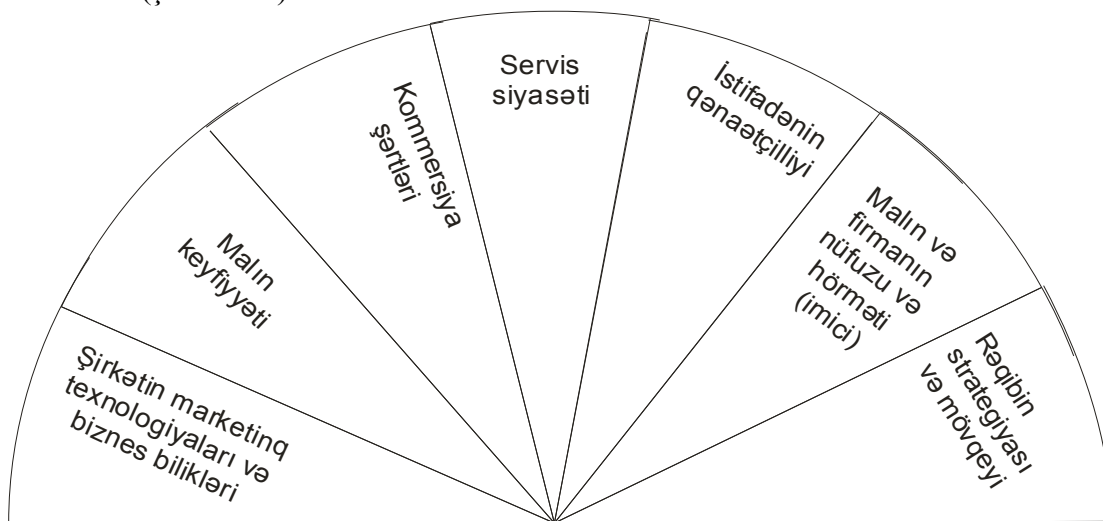 Şirkətin marketinq
texnologiyaları və
biznes bilikləri
Malın
keyfiyyəti
Kommersiya
şərtləri
Servis
siyasəti
İstifadənin
qənaətçilliyi
Malın və
firmanın
nüfuzu və
hörməti
(imici)
Rəqibin
strategiyası
və mövqeyi